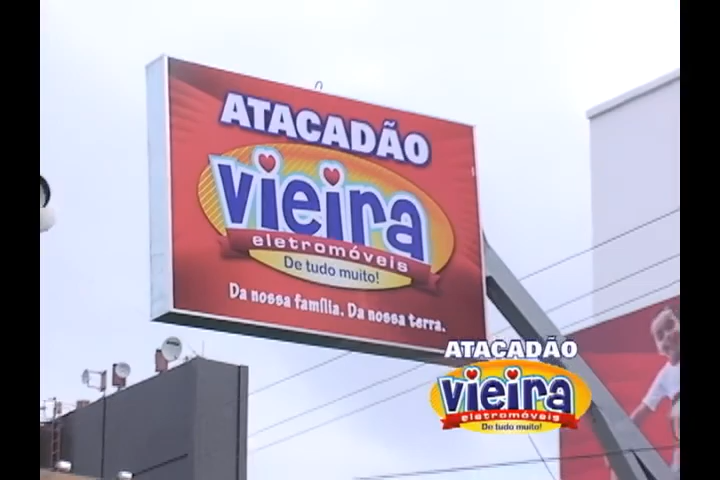 ATACADÃO
vieira
eletromóveis
De tudo muito!
Da nossa família. Da nossa terra.
ATACADÃO
vieira
eletromóveis
De tudo muito!